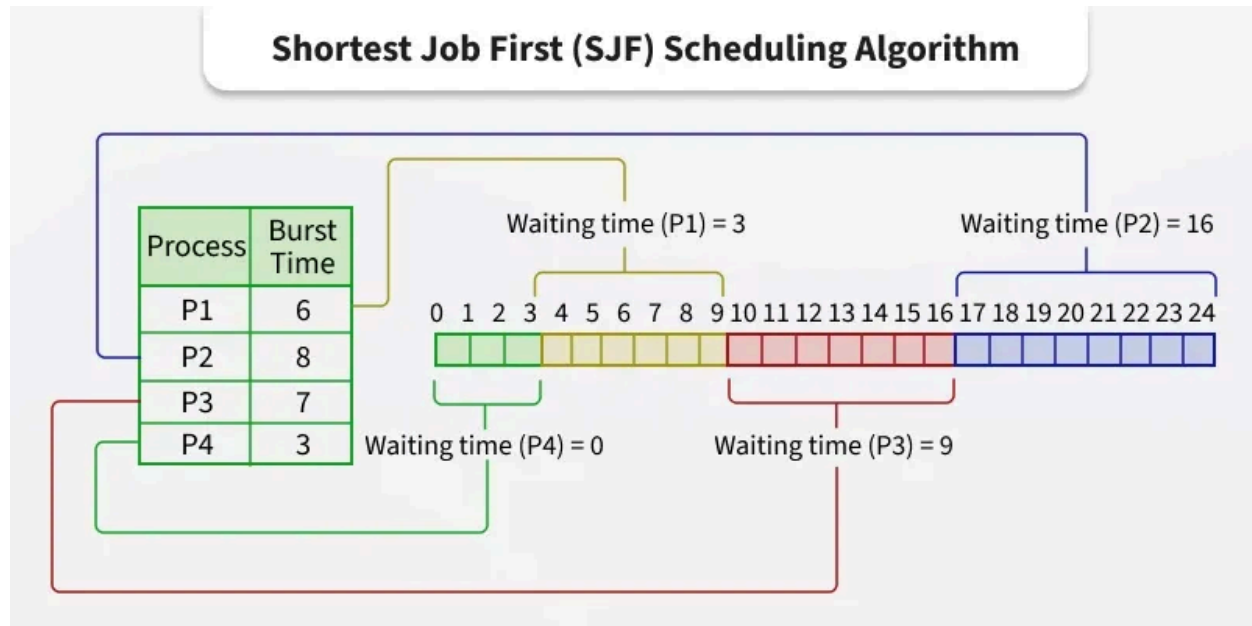 Shortest Job First (SJF) Scheduling Algorithm
Process Burst Time
P1 6
P2 8
P3 7
P4 3
Waiting time (P1) = 3
Waiting time (P2) = 16
0 1 2 3 4 5 6 7 8 9 10 11 12 13 14 15 16 17 18 19 20 21 22 23 24
Waiting time (P4) = 0
Waiting time (P3) = 9